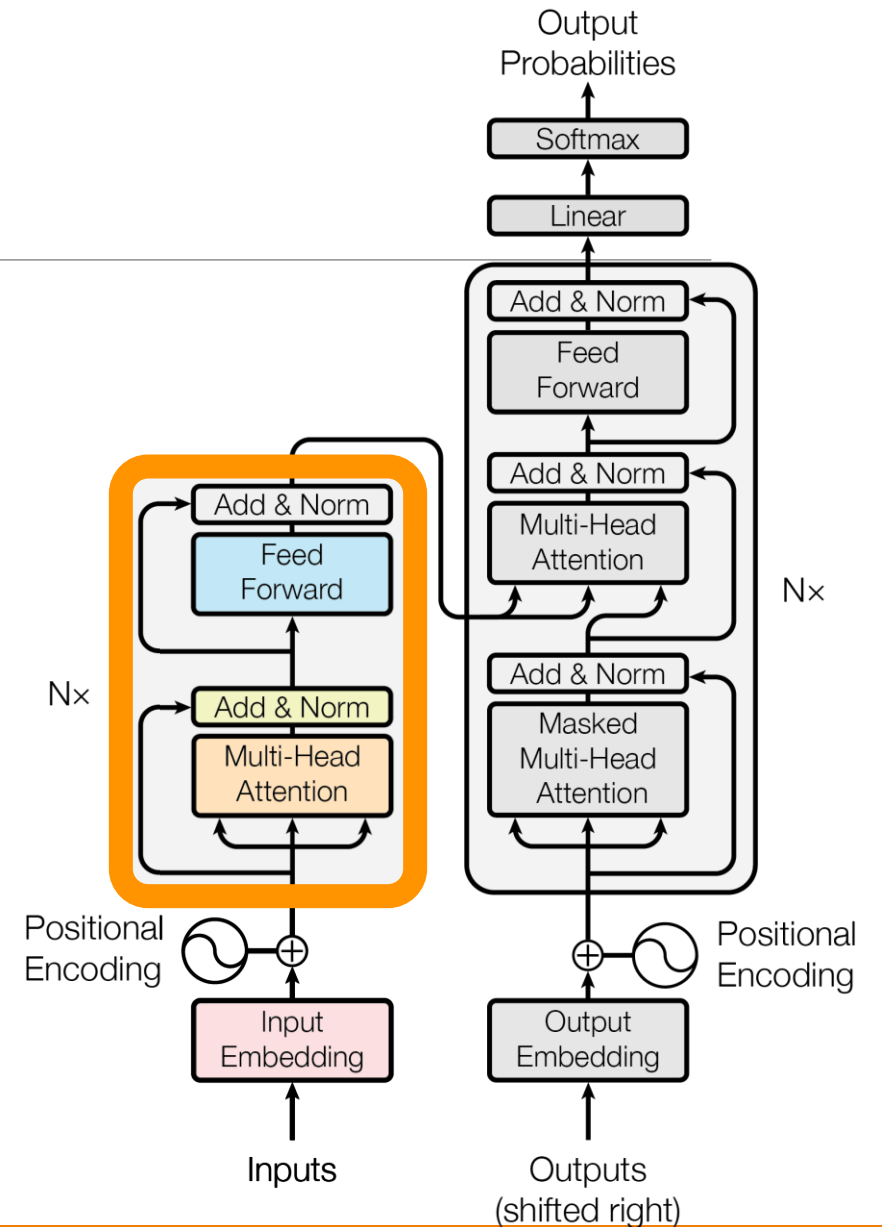 Output
Probabilities
Softmax
Linear
Add & Norm
Feed
Forward
Add & Norm
Multi-Head
Attention
N×
Add & Norm
Masked
Multi-Head
Attention
Add & Norm
Feed
Forward
N×
Add & Norm
Multi-Head
Attention
Positional
Encoding
Positional
Encoding
Input
Embedding
Output
Embedding
Inputs
Outputs
(shifted right)